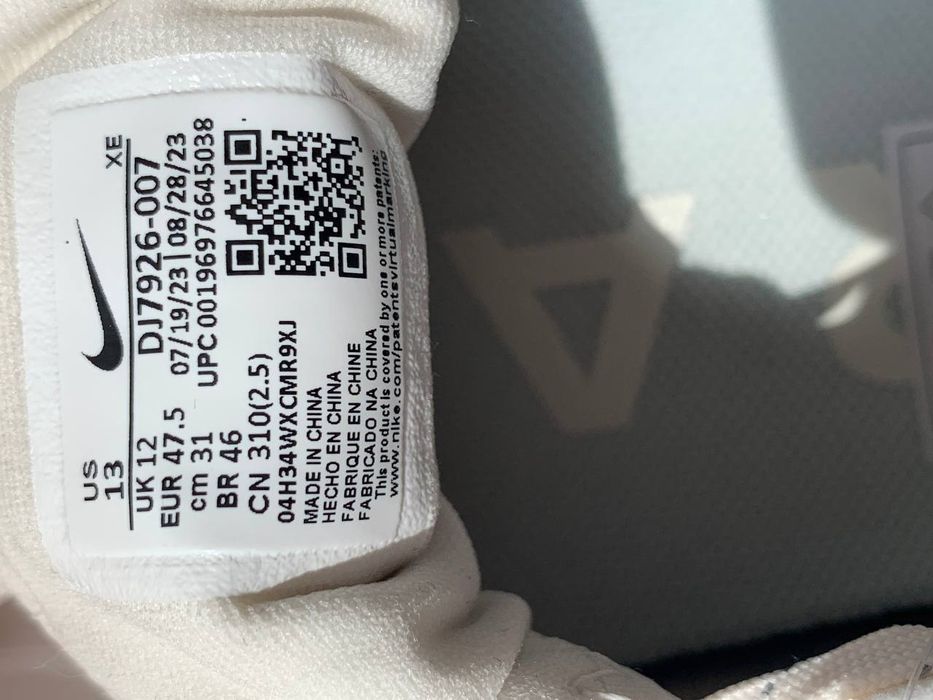 US XE
13
UK 12 DJ7926-007
EUR 47.5 07/19/23 | 08/28/23
cm 31 UPC 00196976645038
BR 46
CN 310(2.5)
04H34WXCMR9XJ
MADE IN CHINA
HECHO EN CHINA
FABRIQUE EN CHINE
FABRICADO NA CHINA
This product is covered by one or more patents:
www.nike.com/patentsvirtualmarking
A